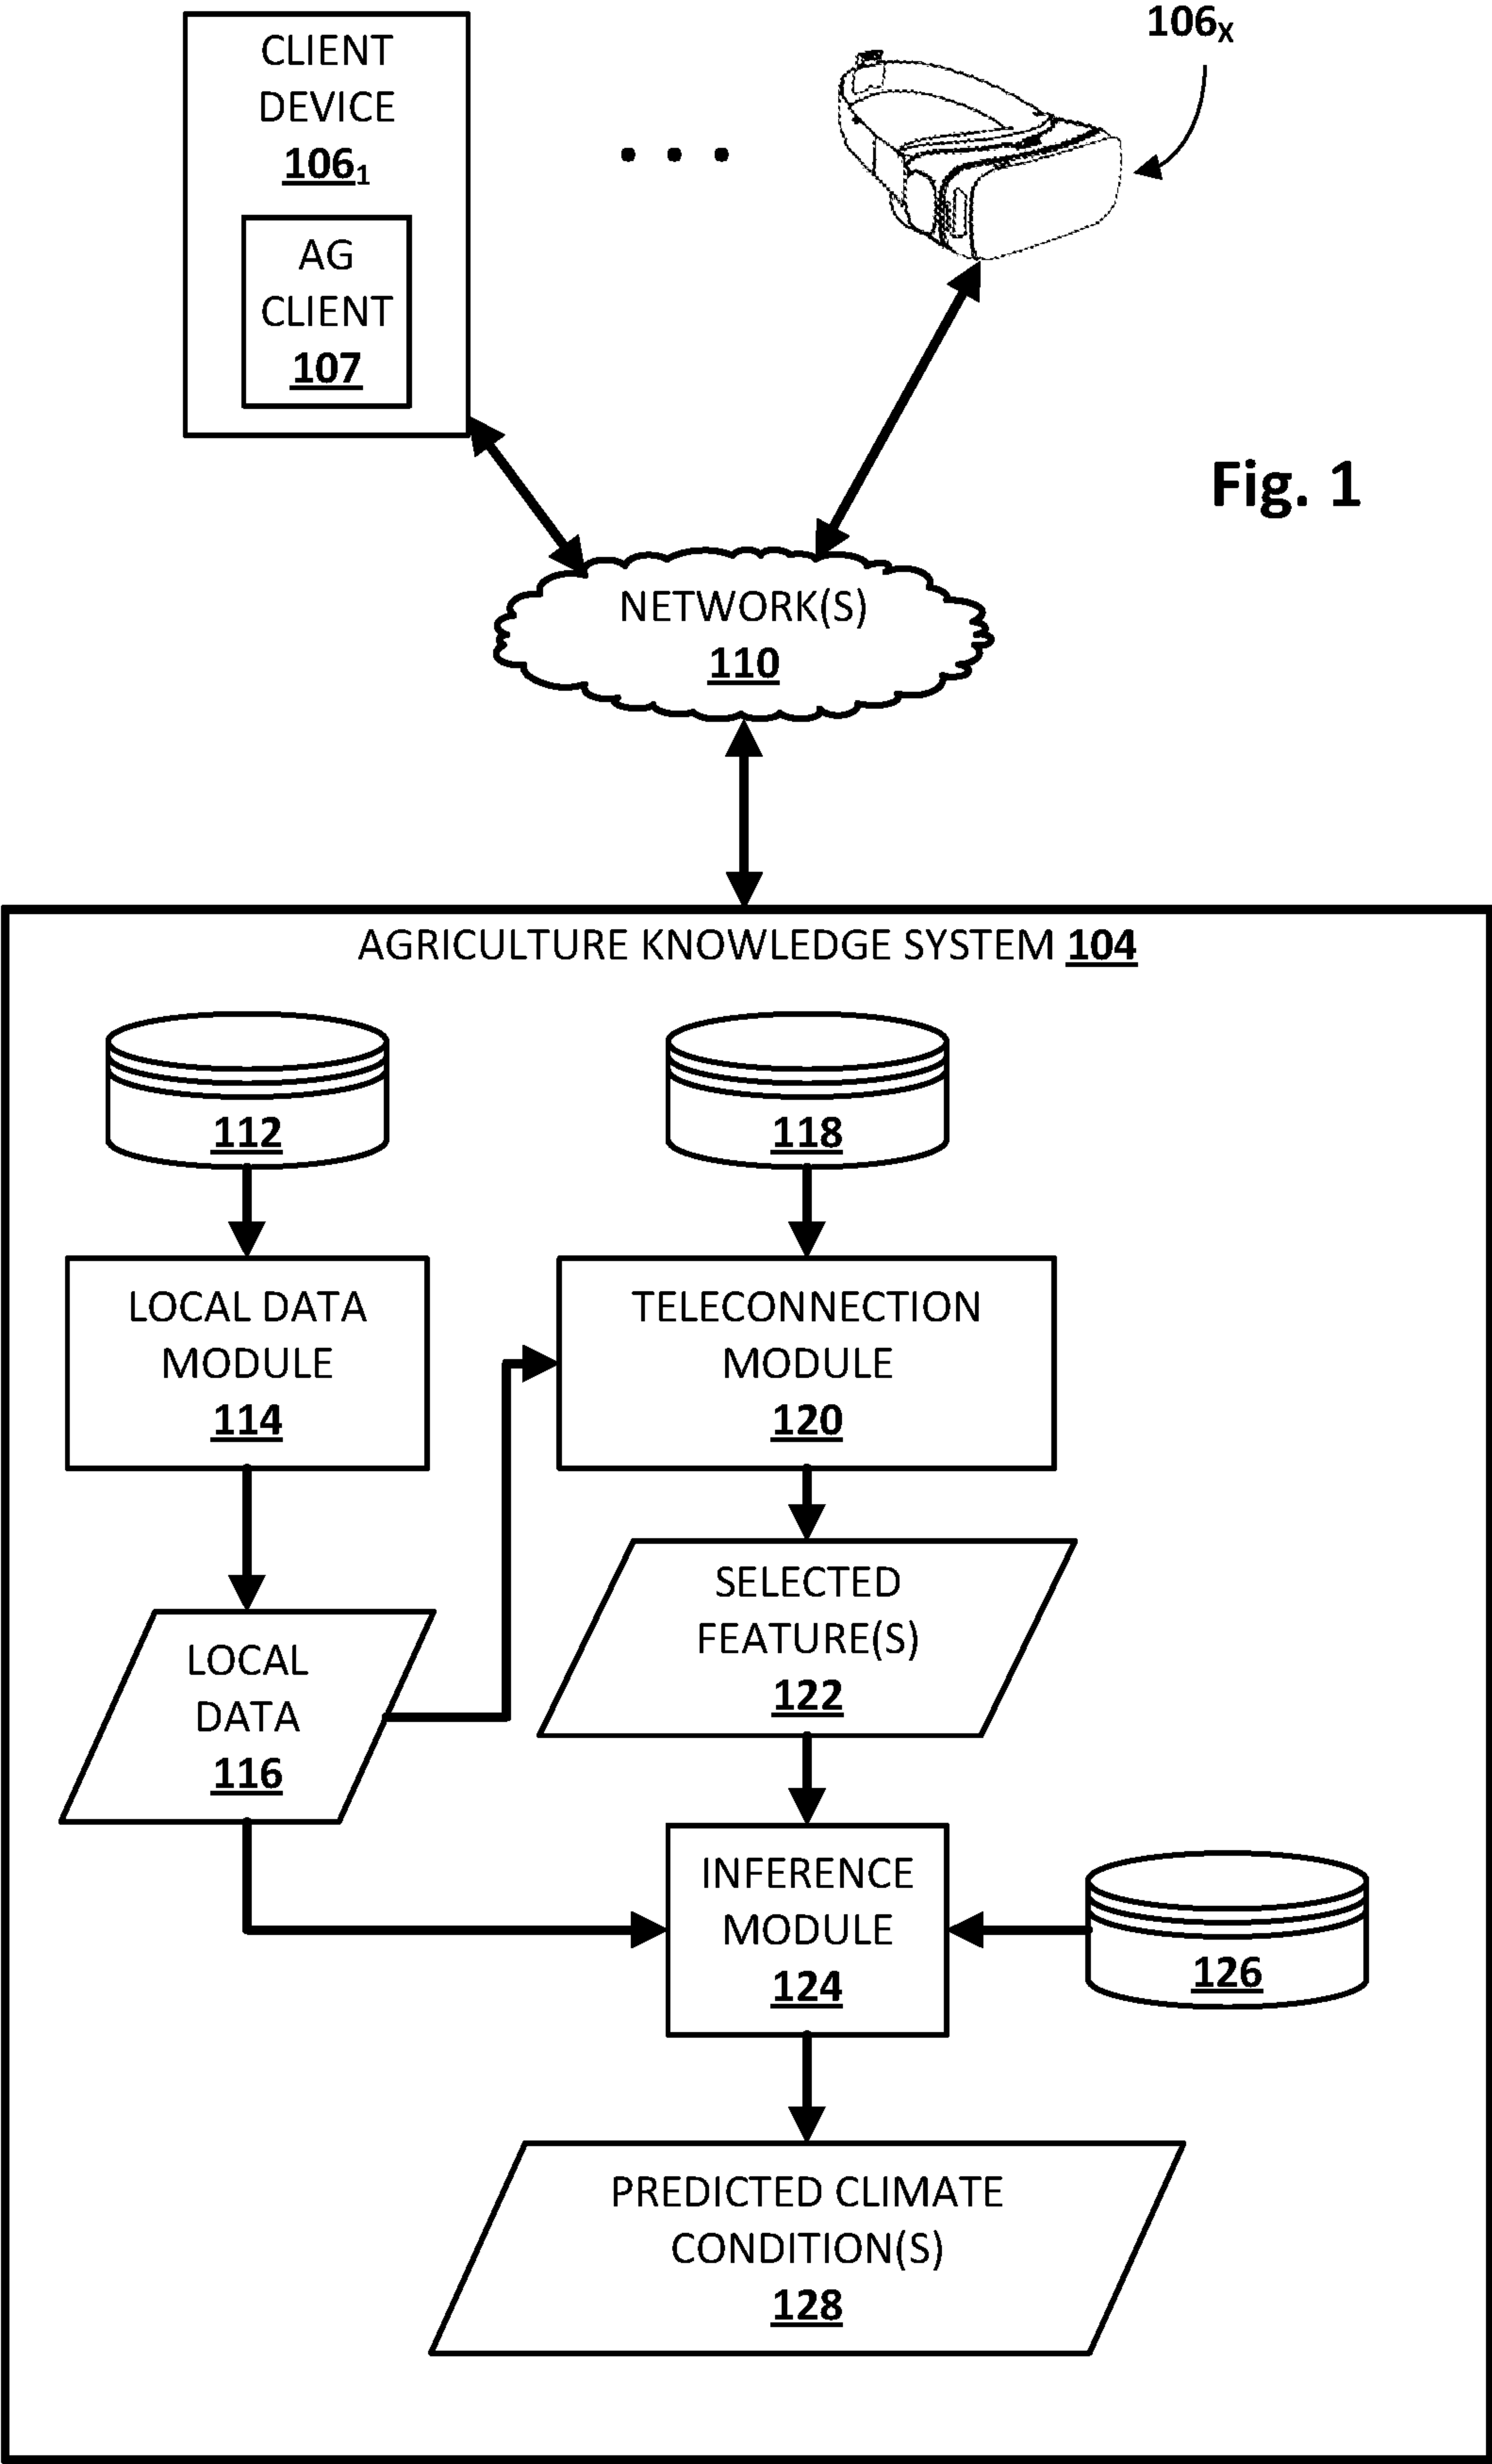 CLIENT
DEVICE
106₁
AG
CLIENT
107
106ₓ
Fig. 1
NETWORK(S)
110
AGRICULTURE KNOWLEDGE SYSTEM 104
112
118
LOCAL DATA
MODULE
114
TELECONNECTION
MODULE
120
SELECTED
FEATURE(S)
122
LOCAL
DATA
116
INFERENCE
MODULE
124
126
PREDICTED CLIMATE
CONDITION(S)
128